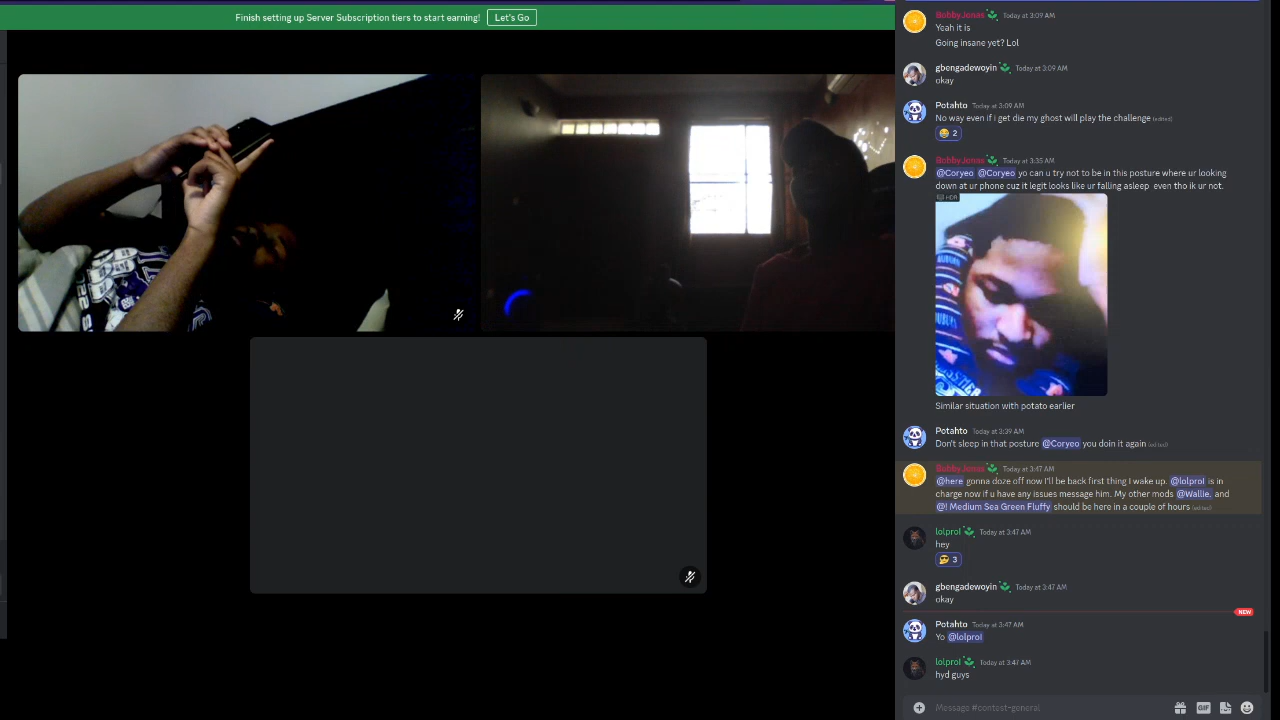 Finish setting up Server Subscription tiers to start earning! Let's Go
BobbyJonas Today at 3:09 AM
Yeah it is
Going insane yet? Lol
gbengadewoyin Today at 3:09 AM
okay
Potahto Today at 3:09 AM
No way even if i get die my ghost will play the challenge (edited)
😂 2
BobbyJonas Today at 3:35 AM
@Coryeo @Coryeo yo can u try not to be in this posture where ur looking
down at ur phone cuz it legit looks like ur falling asleep even tho ik ur not.
HDR
Similar situation with potato earlier
Potahto Today at 3:39 AM
Don't sleep in that posture @Coryeo you doin it again (edited)
BobbyJonas Today at 3:47 AM
@here gonna doze off now I'll be back first thing I wake up. @lolprol is in
charge now if u have any issues message him. My other mods @Wallie. and
@! Medium Sea Green Fluffy should be here in a couple of hours (edited)
lolprol Today at 3:47 AM
hey
3
gbengadewoyin Today at 3:47 AM
okay
NEW
Potahto Today at 3:47 AM
Yo @lolprol
lolprol Today at 3:47 AM
hyd guys
Message #contest-general
GIF